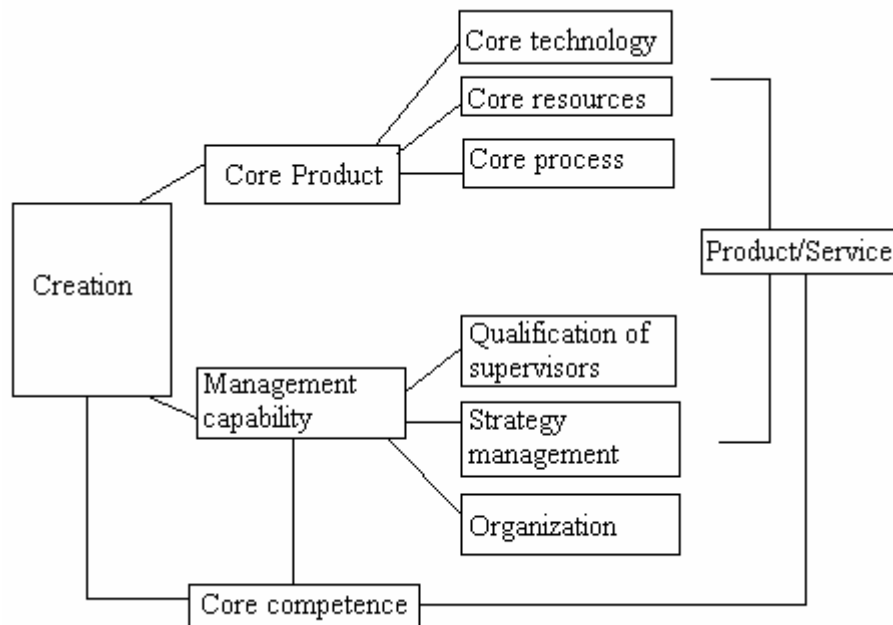 Core technology
Core resources
Core Product
Core process
Product/Service
Creation
Qualification of
supervisors
Management
capability
Strategy
management
Organization
Core competence